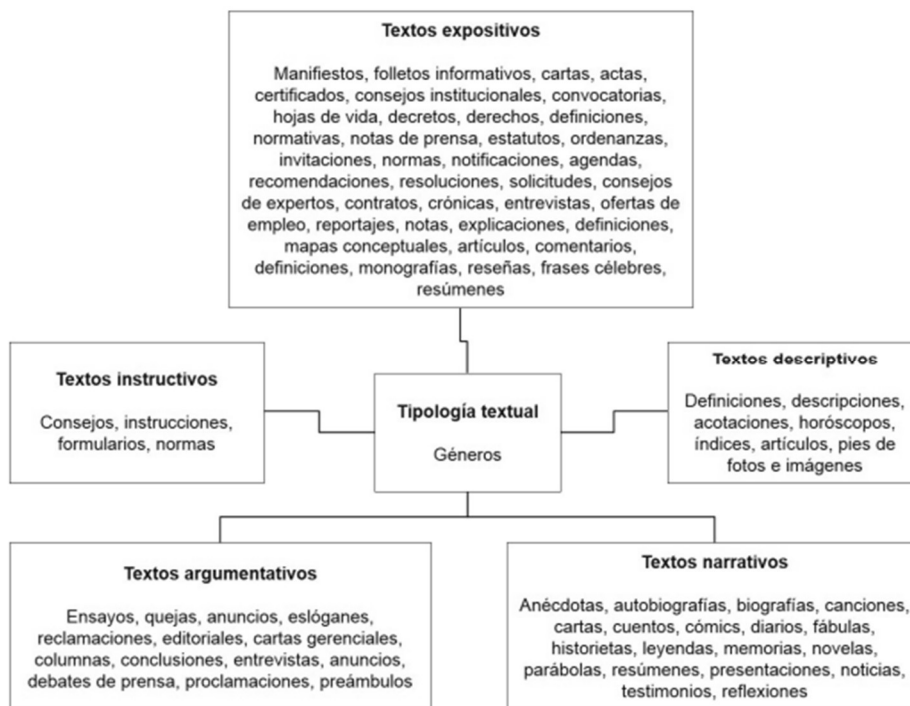 Textos expositivos
Manifiestos, folletos informativos, cartas, actas,
certificados, consejos institucionales, convocatorias,
hojas de vida, decretos, derechos, definiciones,
normativas, notas de prensa, estatutos, ordenanzas,
invitaciones, normas, notificaciones, agendas,
recomendaciones, resoluciones, solicitudes, consejos
de expertos, contratos, crónicas, entrevistas, ofertas de
empleo, reportajes, notas, explicaciones, definiciones,
mapas conceptuales, artículos, comentarios,
definiciones, monografías, reseñas, frases célebres,
resúmenes
Textos instructivos
Consejos, instrucciones,
formularios, normas
Tipología textual
Géneros
Textos descriptivos
Definiciones, descripciones,
acotaciones, horóscopos,
índices, artículos, pies de
fotos e imágenes
Textos argumentativos
Ensayos, quejas, anuncios, eslóganes,
reclamaciones, editoriales, cartas gerenciales,
columnas, conclusiones, entrevistas, anuncios,
debates de prensa, proclamaciones, preámbulos
Textos narrativos
Anécdotas, autobiografías, biografías, canciones,
cartas, cuentos, cómics, diarios, fábulas,
historietas, leyendas, memorias, novelas,
parábolas, resúmenes, presentaciones, noticias,
testimonios, reflexiones